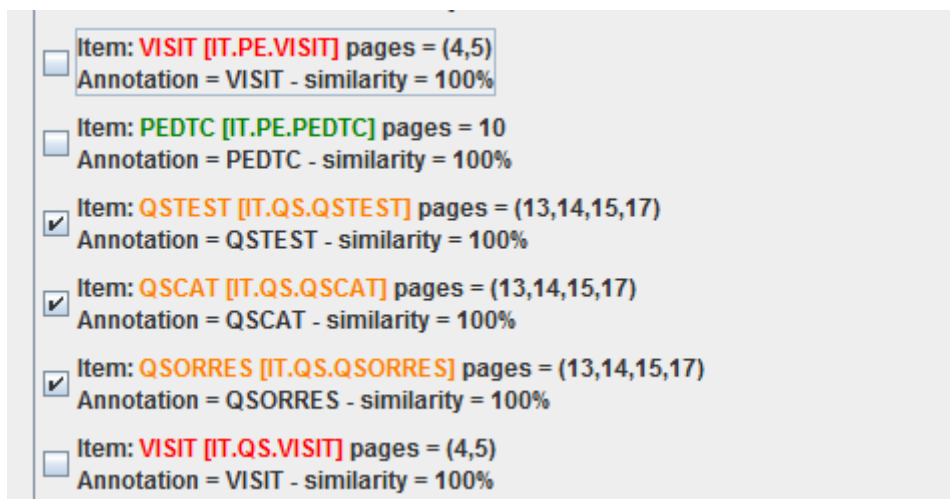 Item: VISIT [IT.PE.VISIT] pages = (4,5)
Annotation = VISIT - similarity = 100%
Item: PEDTC [IT.PE.PEDTC] pages = 10
Annotation = PEDTC - similarity = 100%
Item: QSTEST [IT.QS.QSTEST] pages = (13,14,15,17)
Annotation = QSTEST - similarity = 100%
Item: QSCAT [IT.QS.QSCAT] pages = (13,14,15,17)
Annotation = QSCAT - similarity = 100%
Item: QSORRES [IT.QS.QSORRES] pages = (13,14,15,17)
Annotation = QSORRES - similarity = 100%
Item: VISIT [IT.QS.VISIT] pages = (4,5)
Annotation = VISIT - similarity = 100%